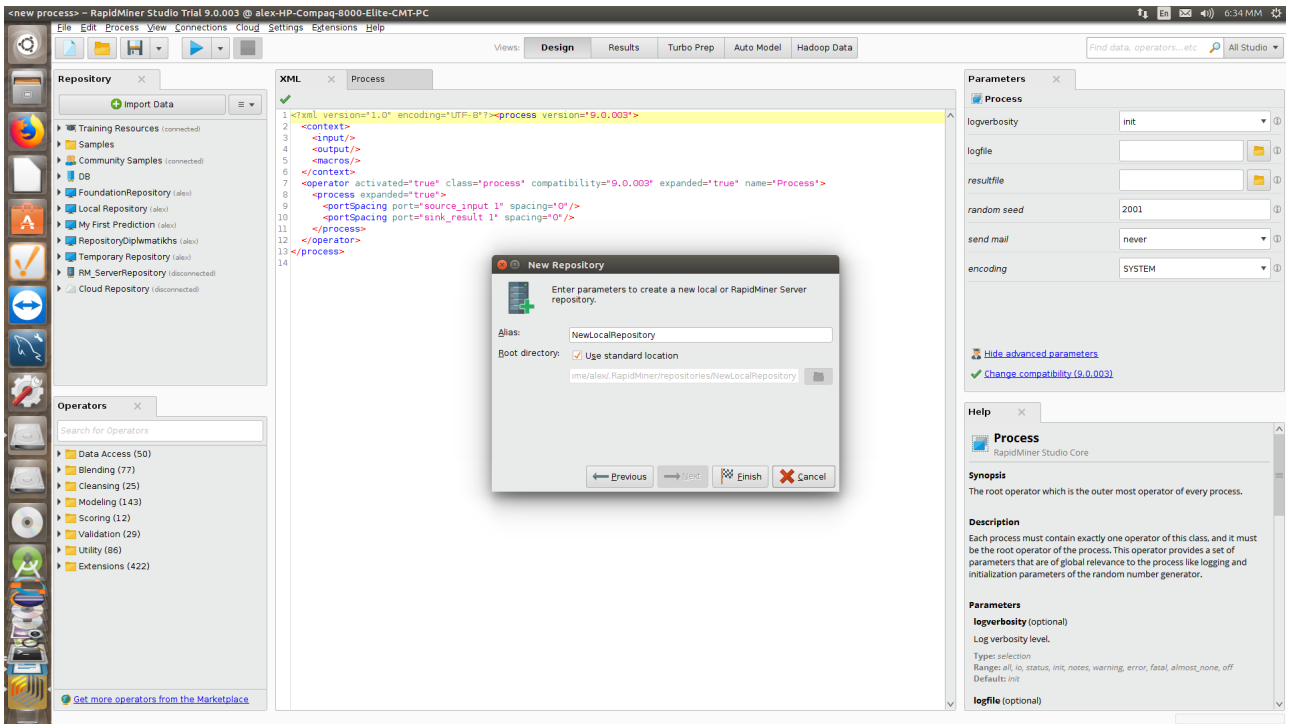 <new process> – RapidMiner Studio Trial 9.0.003 @ alex-HP-Compaq-8000-Elite-CMT-PC
En 6:34 ΜΜ
File Edit Process View Connections Cloud Settings Extensions Help
Views: Design Results Turbo Prep Auto Model Hadoop Data
Find data, operators...etc All Studio
Repository
Import Data
Training Resources (connected)
Samples
Community Samples (connected)
DB
FoundationRepository (alex)
Local Repository (alex)
My First Prediction (alex)
RepositoryDiplwmatikhs (alex)
Temporary Repository (alex)
RM_ServerRepository (disconnected)
Cloud Repository (disconnected)
Operators
Search for Operators
Data Access (50)
Blending (77)
Cleansing (25)
Modeling (143)
Scoring (12)
Validation (29)
Utility (86)
Extensions (422)
Get more operators from the Marketplace
XML Process
1 <?xml version="1.0" encoding="UTF-8"?><process version="9.0.003">
2 <context>
3 <input/>
4 <output/>
5 <macros/>
6 </context>
7 <operator activated="true" class="process" compatibility="9.0.003" expanded="true" name="Process">
8 <process expanded="true">
9 <portSpacing port="source_input 1" spacing="0"/>
10 <portSpacing port="sink_result 1" spacing="0"/>
11 </process>
12 </operator>
13 </process>
14
New Repository
Enter parameters to create a new local or RapidMiner Server
repository.
Alias: NewLocalRepository
Root directory: Use standard location
me/alex/.RapidMiner/repositories/NewLocalRepository
Previous Next Finish Cancel
Parameters
Process
logverbosity init
logfile
resultfile
random seed 2001
send mail never
encoding SYSTEM
Hide advanced parameters
Change compatibility (9.0.003)
Help
Process
RapidMiner Studio Core
Synopsis
The root operator which is the outer most operator of every process.
Description
Each process must contain exactly one operator of this class, and it must
be the root operator of the process. This operator provides a set of
parameters that are of global relevance to the process like logging and
initialization parameters of the random number generator.
Parameters
logverbosity (optional)
Log verbosity level.
Type: selection
Range: all, io, status, init, notes, warning, error, fatal, almost_none, off
Default: init
logfile (optional)